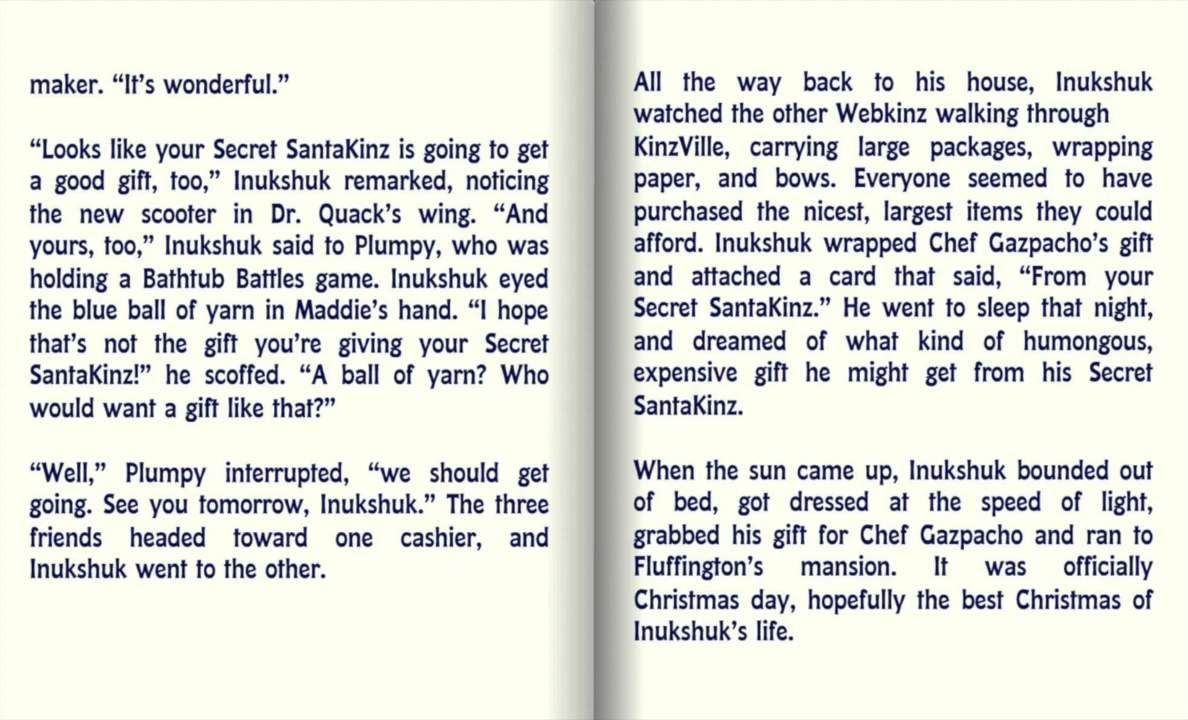 maker. “It’s wonderful.”
“Looks like your Secret SantaKinz is going to get
a good gift, too,” Inukshuk remarked, noticing
the new scooter in Dr. Quack’s wing. “And
yours, too,” Inukshuk said to Plumpy, who was
holding a Bathtub Battles game. Inukshuk eyed
the blue ball of yarn in Maddie’s hand. “I hope
that’s not the gift you’re giving your Secret
SantaKinz!” he scoffed. “A ball of yarn? Who
would want a gift like that?”
“Well,” Plumpy interrupted, “we should get
going. See you tomorrow, Inukshuk.” The three
friends headed toward one cashier, and
Inukshuk went to the other.
All the way back to his house, Inukshuk
watched the other Webkinz walking through
KinzVille, carrying large packages, wrapping
paper, and bows. Everyone seemed to have
purchased the nicest, largest items they could
afford. Inukshuk wrapped Chef Gazpacho’s gift
and attached a card that said, “From your
Secret SantaKinz.” He went to sleep that night,
and dreamed of what kind of humongous,
expensive gift he might get from his Secret
SantaKinz.
When the sun came up, Inukshuk bounded out
of bed, got dressed at the speed of light,
grabbed his gift for Chef Gazpacho and ran to
Fluffington’s mansion. It was officially
Christmas day, hopefully the best Christmas of
Inukshuk’s life.